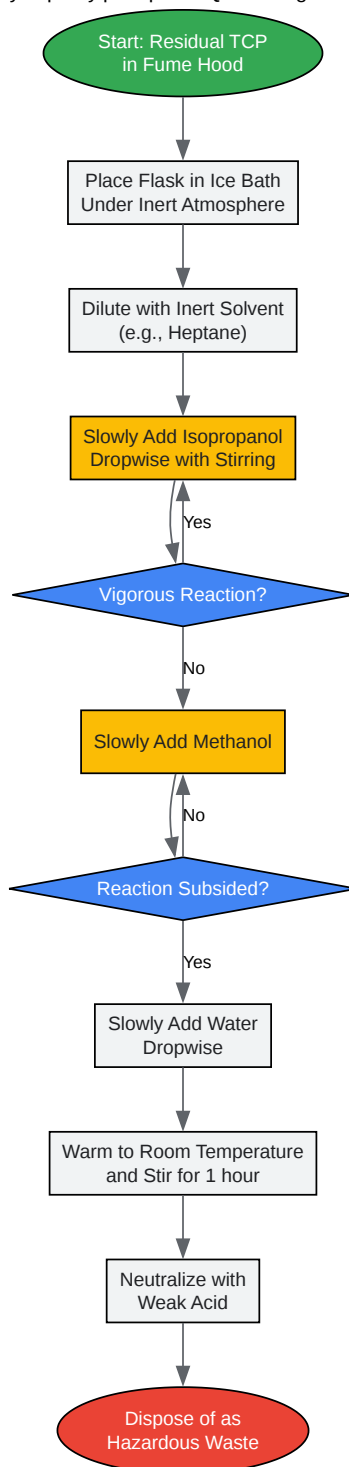 Start: Residual TCP
in Fume Hood
Place Flask in Ice Bath
Under Inert Atmosphere
Dilute with Inert Solvent
(e.g., Heptane)
Slowly Add Isopropanol
Dropwise with Stirring
Yes
Vigorous Reaction?
No
Slowly Add Methanol
No
Reaction Subsided?
Yes
Slowly Add Water
Dropwise
Warm to Room Temperature
and Stir for 1 hour
Neutralize with
Weak Acid
Dispose of as
Hazardous Waste